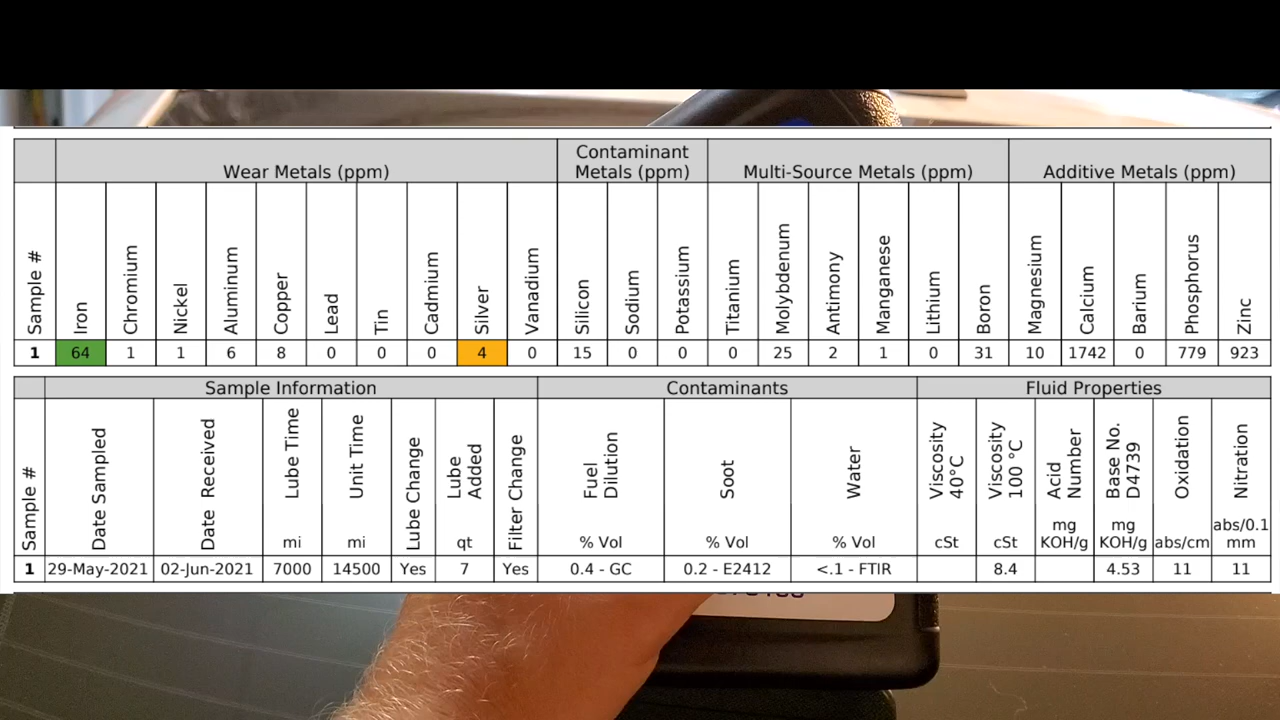 Wear Metals (ppm) Contaminant Metals (ppm) Multi-Source Metals (ppm) Additive Metals (ppm)
Sample # Iron Chromium Nickel Aluminum Copper Lead Tin Cadmium Silver Vanadium Silicon Sodium Potassium Titanium Molybdenum Antimony Manganese Lithium Boron Magnesium Calcium Barium Phosphorus Zinc
1 64 1 1 6 8 0 0 0 4 0 15 0 0 0 25 2 1 0 31 10 1742 0 779 923
Sample Information Contaminants Fluid Properties
Sample # Date Sampled Date Received Lube Time Unit Time Lube Change Lube Added Filter Change Fuel Dilution Soot Water Viscosity 40°C Viscosity 100 °C Acid Number Base No. D4739 Oxidation Nitration
mi mi qt % Vol % Vol % Vol cSt cSt mg KOH/g mg KOH/g abs/cm abs/0.1 mm
1 29-May-2021 02-Jun-2021 7000 14500 Yes 7 Yes 0.4 - GC 0.2 - E2412 <.1 - FTIR 8.4 4.53 11 11